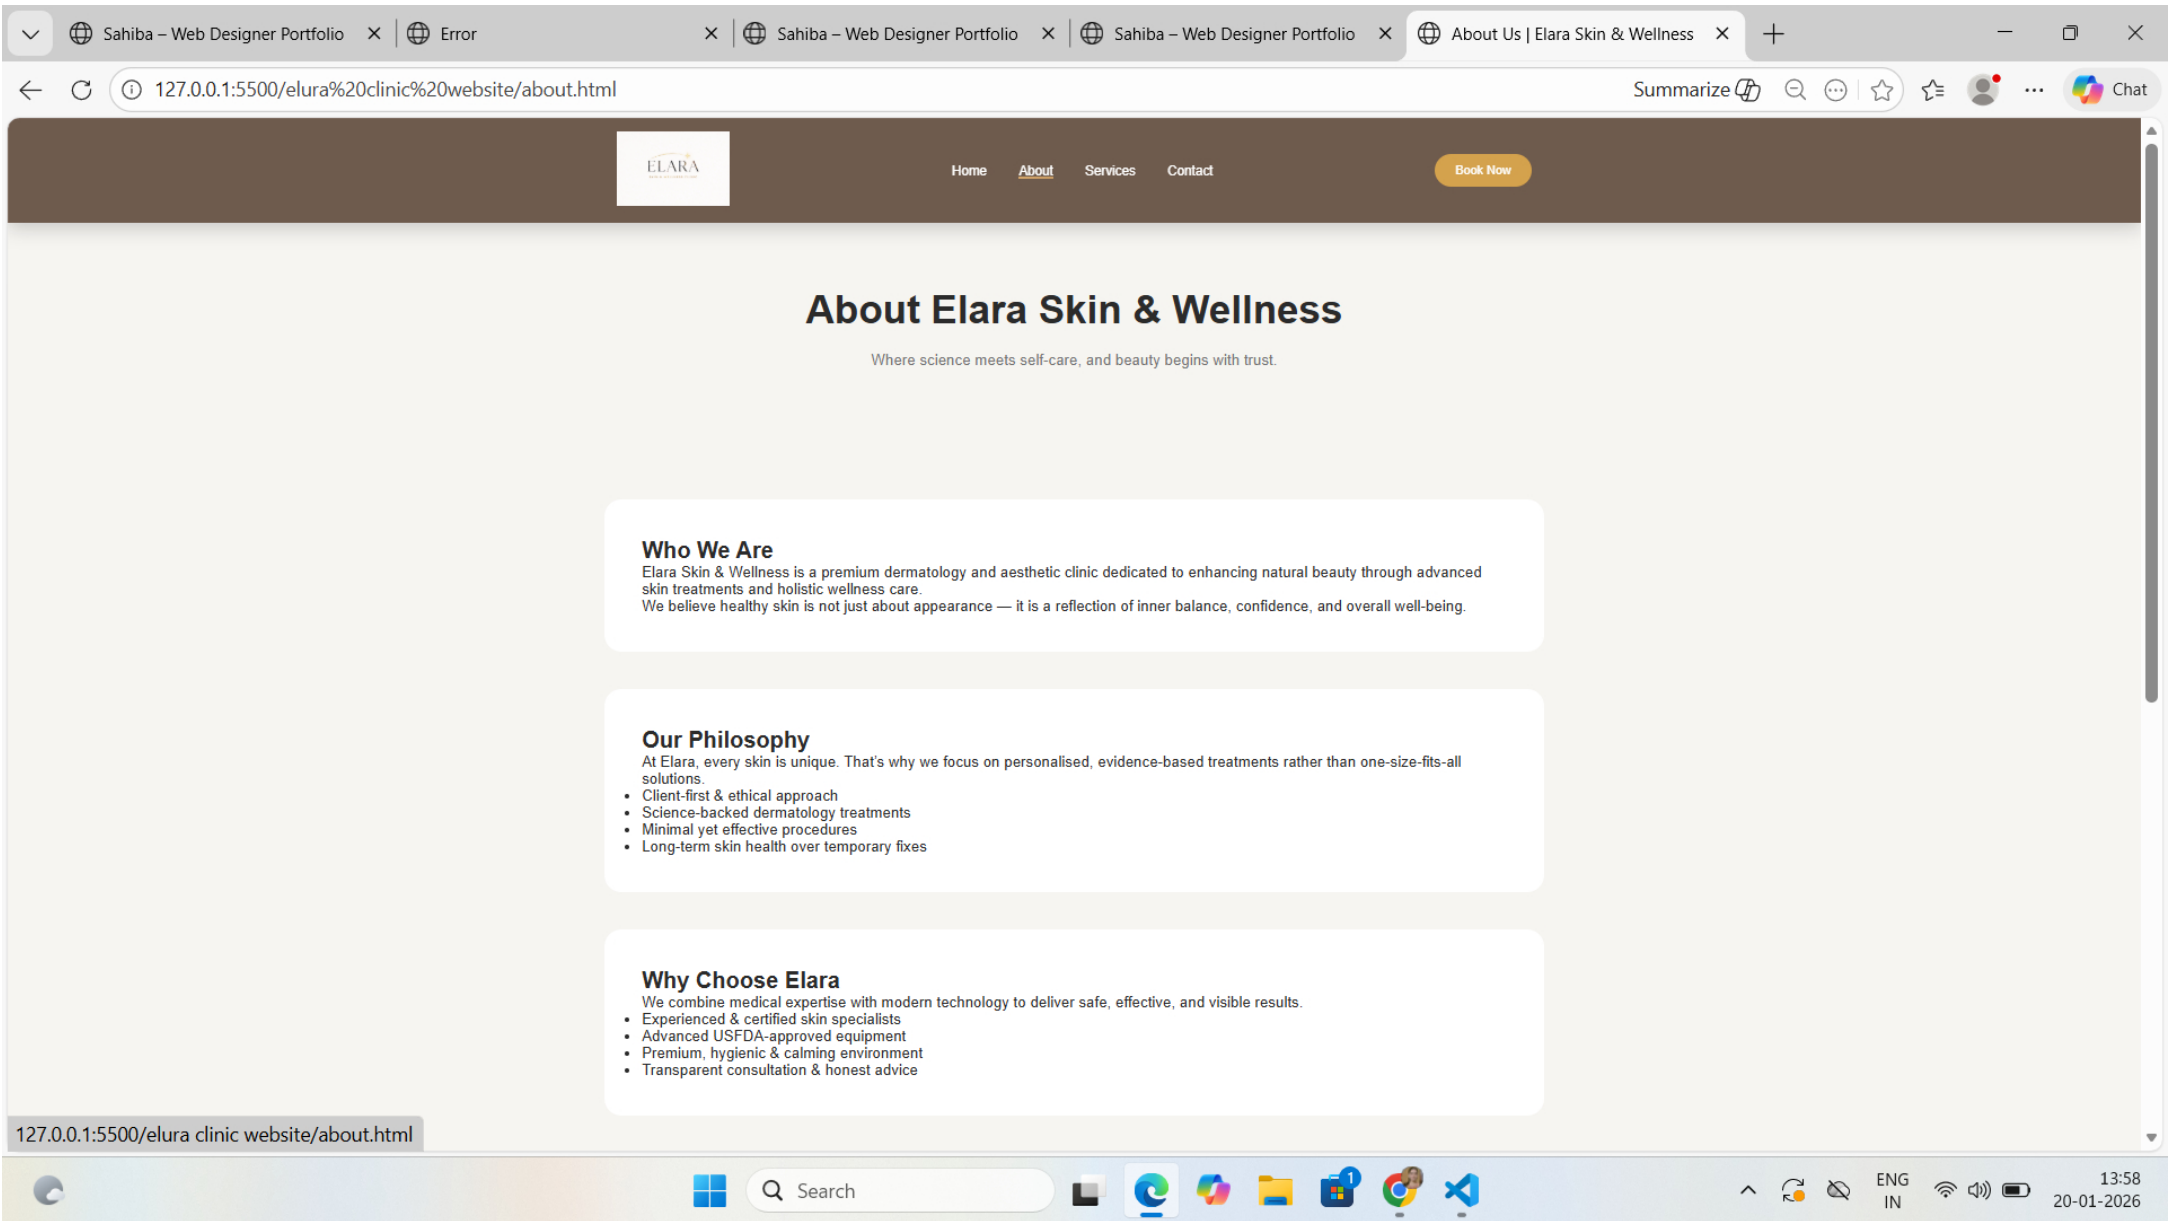 Sahiba – Web Designer Portfolio
Error
Sahiba – Web Designer Portfolio
Sahiba – Web Designer Portfolio
About Us | Elara Skin & Wellness
127.0.0.1:5500/elura%20clinic%20website/about.html
Summarize
Chat
ELARA
Home
About
Services
Contact
Book Now
About Elara Skin & Wellness
Where science meets self-care, and beauty begins with trust.
Who We Are
Elara Skin & Wellness is a premium dermatology and aesthetic clinic dedicated to enhancing natural beauty through advanced
skin treatments and holistic wellness care.
We believe healthy skin is not just about appearance — it is a reflection of inner balance, confidence, and overall well-being.
Our Philosophy
At Elara, every skin is unique. That's why we focus on personalised, evidence-based treatments rather than one-size-fits-all
solutions.
• Client-first & ethical approach
• Science-backed dermatology treatments
• Minimal yet effective procedures
• Long-term skin health over temporary fixes
Why Choose Elara
We combine medical expertise with modern technology to deliver safe, effective, and visible results.
• Experienced & certified skin specialists
• Advanced USFDA-approved equipment
• Premium, hygienic & calming environment
• Transparent consultation & honest advice
127.0.0.1:5500/elura clinic website/about.html
Search
1
ENG
IN
13:58
20-01-2026